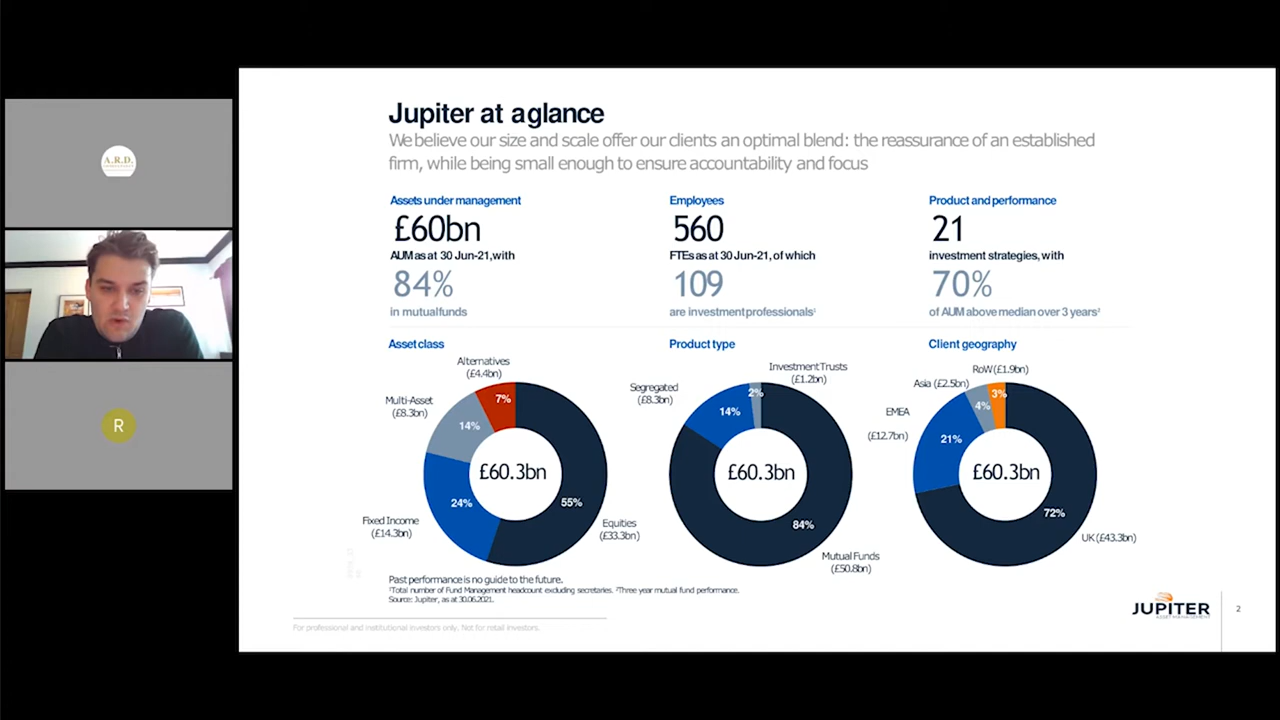 A.R.D.
R
Jupiter at a glance
We believe our size and scale offer our clients an optimal blend: the reassurance of an established
firm, while being small enough to ensure accountability and focus
Assets under management
£60bn
AUM as at 30 Jun-21, with
84%
in mutual funds
Employees
560
FTEs as at 30 Jun-21, of which
109
are investment professionals¹
Product and performance
21
investment strategies, with
70%
of AUM above median over 3 years²
Asset class
Alternatives
(£4.4bn)
7%
Multi-Asset
(£8.3bn)
14%
£60.3bn
24%
55%
Fixed Income
(£14.3bn)
Equities
(£33.3bn)
Product type
Investment Trusts
(£1.2bn)
Segregated
(£8.3bn)
2%
14%
£60.3bn
84%
Mutual Funds
(£50.8bn)
Client geography
RoW (£1.9bn)
Asia (£2.5bn)
3%
4%
EMEA
(£12.7bn)
21%
£60.3bn
72%
UK (£43.3bn)
Past performance is no guide to the future.
¹Total number of Fund Management headcount excluding secretaries. ²Three year mutual fund performance.
Source: Jupiter, as at 30.06.2021.
For professional and institutional investors only. Not for retail investors.
JUPITER
ASSET MANAGEMENT
2